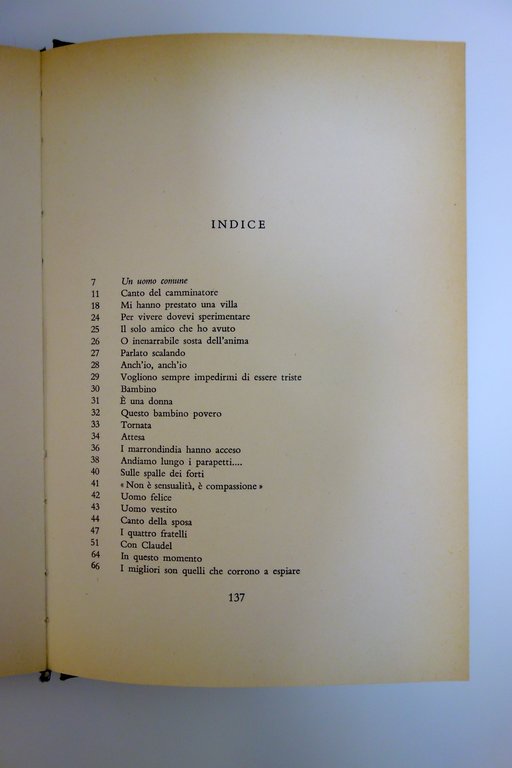 INDICE
7 Un uomo comune
11 Canto del camminatore
18 Mi hanno prestato una villa
24 Per vivere dovevi sperimentare
25 Il solo amico che ho avuto
26 O inenarrabile sosta dell'anima
27 Parlato scalando
28 Anch'io, anch'io
29 Vogliono sempre impedirmi di essere triste
30 Bambino
31 È una donna
32 Questo bambino povero
33 Tornata
34 Attesa
36 I marrondindia hanno acceso
38 Andiamo lungo i parapetti....
40 Sulle spalle dei forti
41 «Non è sensualità, è compassione»
42 Uomo felice
43 Uomo vestito
44 Canto della sposa
47 I quattro fratelli
51 Con Claudel
64 In questo momento
66 I migliori son quelli che corrono a espiare
137